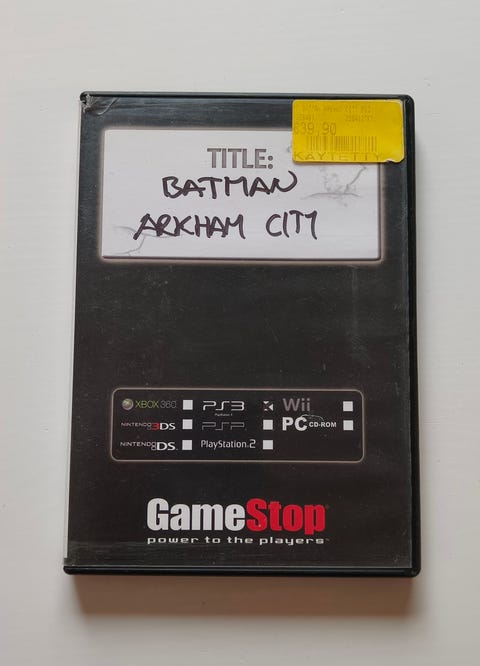 €39,90
KAYTETTY
TITLE:
BATMAN
ARKHAM CITY
XBOX 360 PS3 Wii
NINTENDO 3DS PSP PC CD-ROM
NINTENDO DS PlayStation 2
GameStop
power to the players